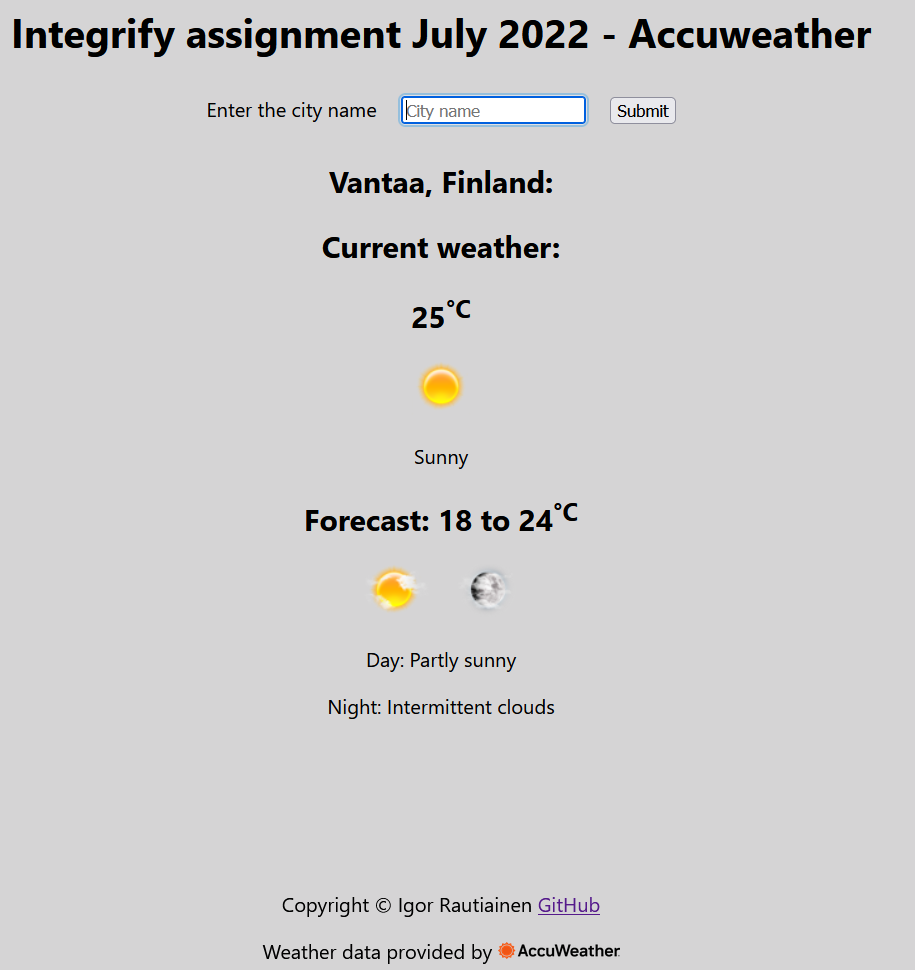 Integrify assignment July 2022 - Accuweather
Enter the city name City name Submit
Vantaa, Finland:
Current weather:
25°C
Sunny
Forecast: 18 to 24°C
Day: Partly sunny
Night: Intermittent clouds
Copyright © Igor Rautiainen GitHub
Weather data provided by AccuWeather